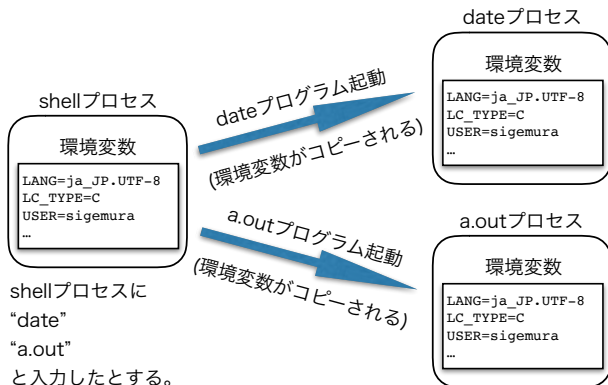 shellプロセス
環境変数
LANG=ja_JP.UTF-8
LC_TYPE=C
USER=sigemura
…
shellプロセスに
“date”
“a.out”
と入力したとする。
dateプログラム起動
(環境変数がコピーされる)
a.outプログラム起動
(環境変数がコピーされる)
dateプロセス
環境変数
LANG=ja_JP.UTF-8
LC_TYPE=C
USER=sigemura
…
a.outプロセス
環境変数
LANG=ja_JP.UTF-8
LC_TYPE=C
USER=sigemura
…